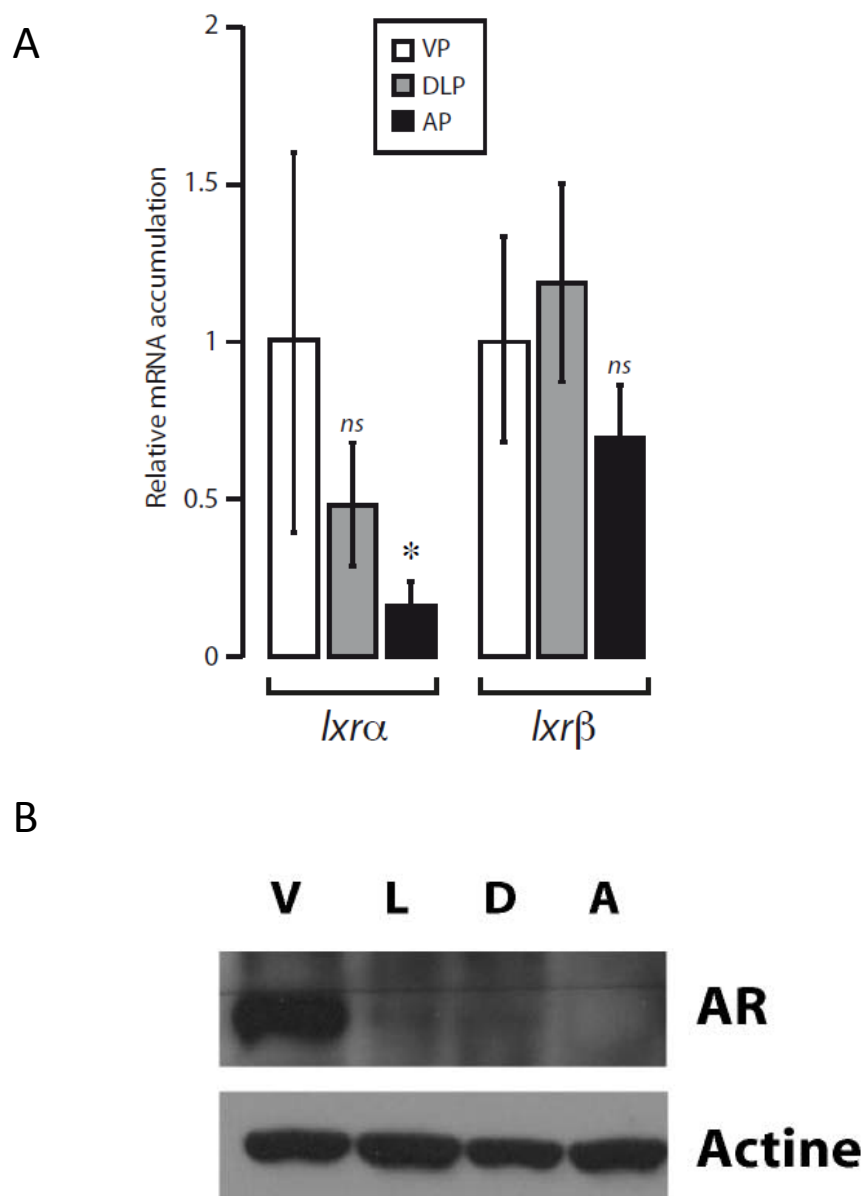 A
2
VP
DLP
AP
1.5
Relative mRNA accumulation
1
ns
ns
0.5
*
0
lxrα
lxrβ
B
V L D A
AR
Actine